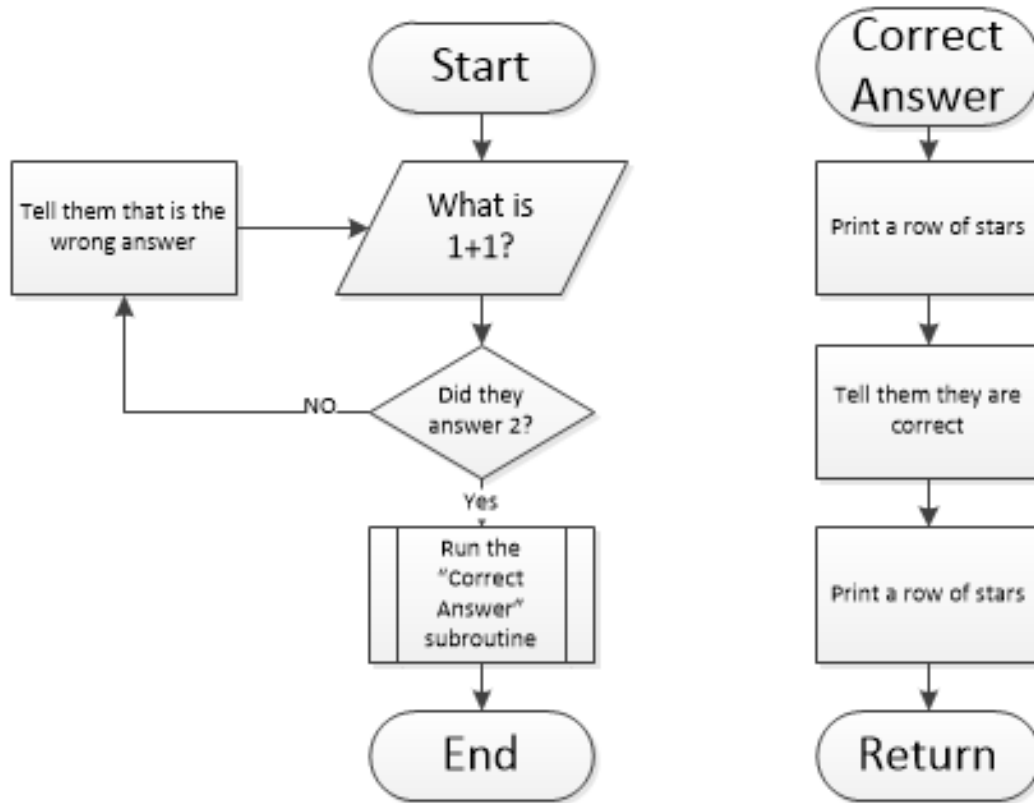 Start
Tell them that is the
wrong answer
What is
1+1?
Did they
answer 2?
NO
Yes
Run the
“Correct
Answer”
subroutine
End
Correct
Answer
Print a row of stars
Tell them they are
correct
Print a row of stars
Return